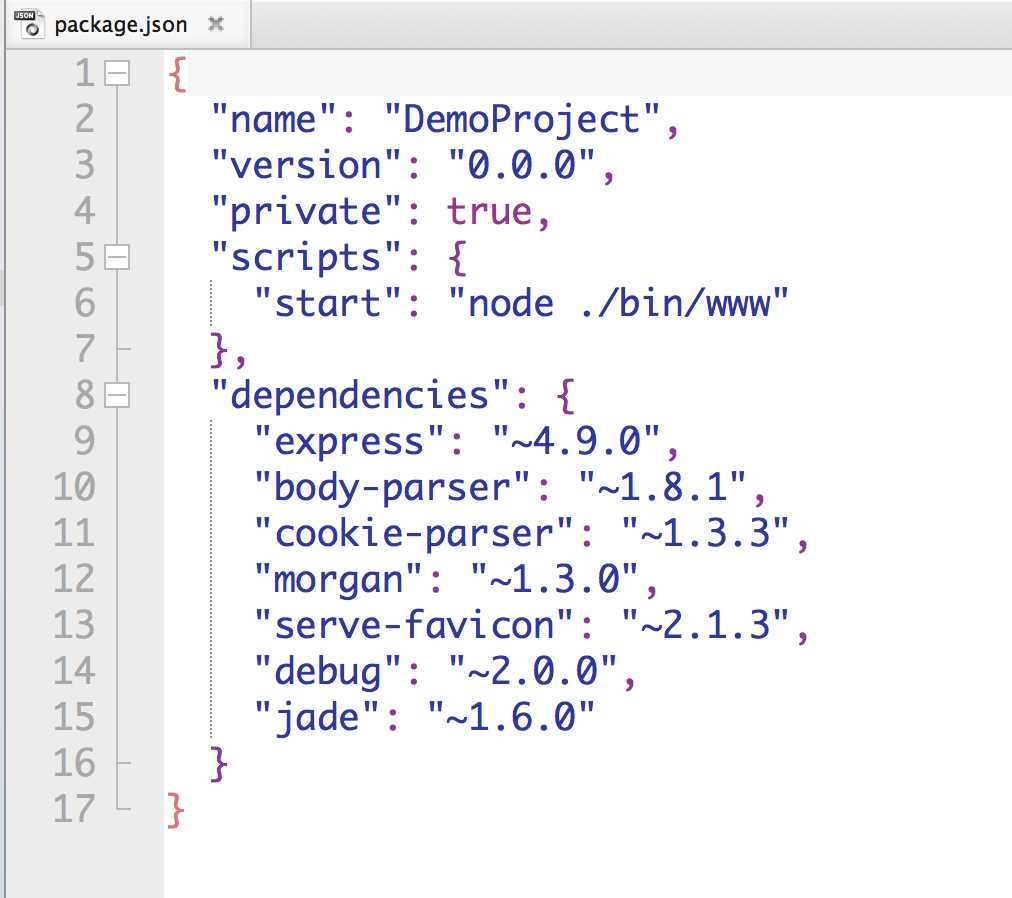 JSON
package.json
1 {
2 "name": "DemoProject",
3 "version": "0.0.0",
4 "private": true,
5 "scripts": {
6 "start": "node ./bin/www"
7 },
8 "dependencies": {
9 "express": "~4.9.0",
10 "body-parser": "~1.8.1",
11 "cookie-parser": "~1.3.3",
12 "morgan": "~1.3.0",
13 "serve-favicon": "~2.1.3",
14 "debug": "~2.0.0",
15 "jade": "~1.6.0"
16 }
17 }